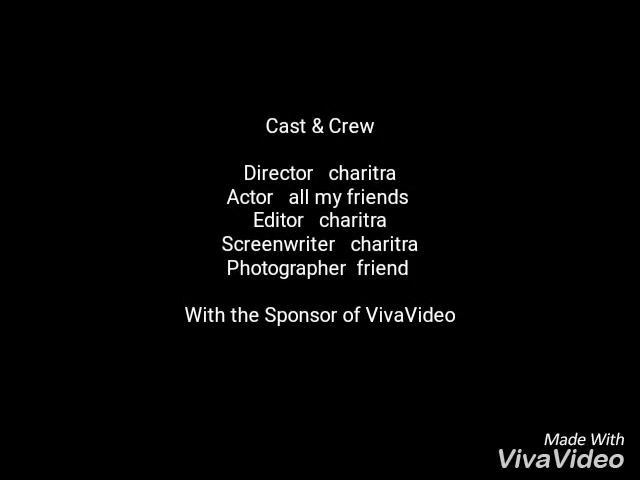 Cast & Crew
Director charitra
Actor all my friends
Editor charitra
Screenwriter charitra
Photographer friend
With the Sponsor of VivaVideo
Made With
VivaVideo